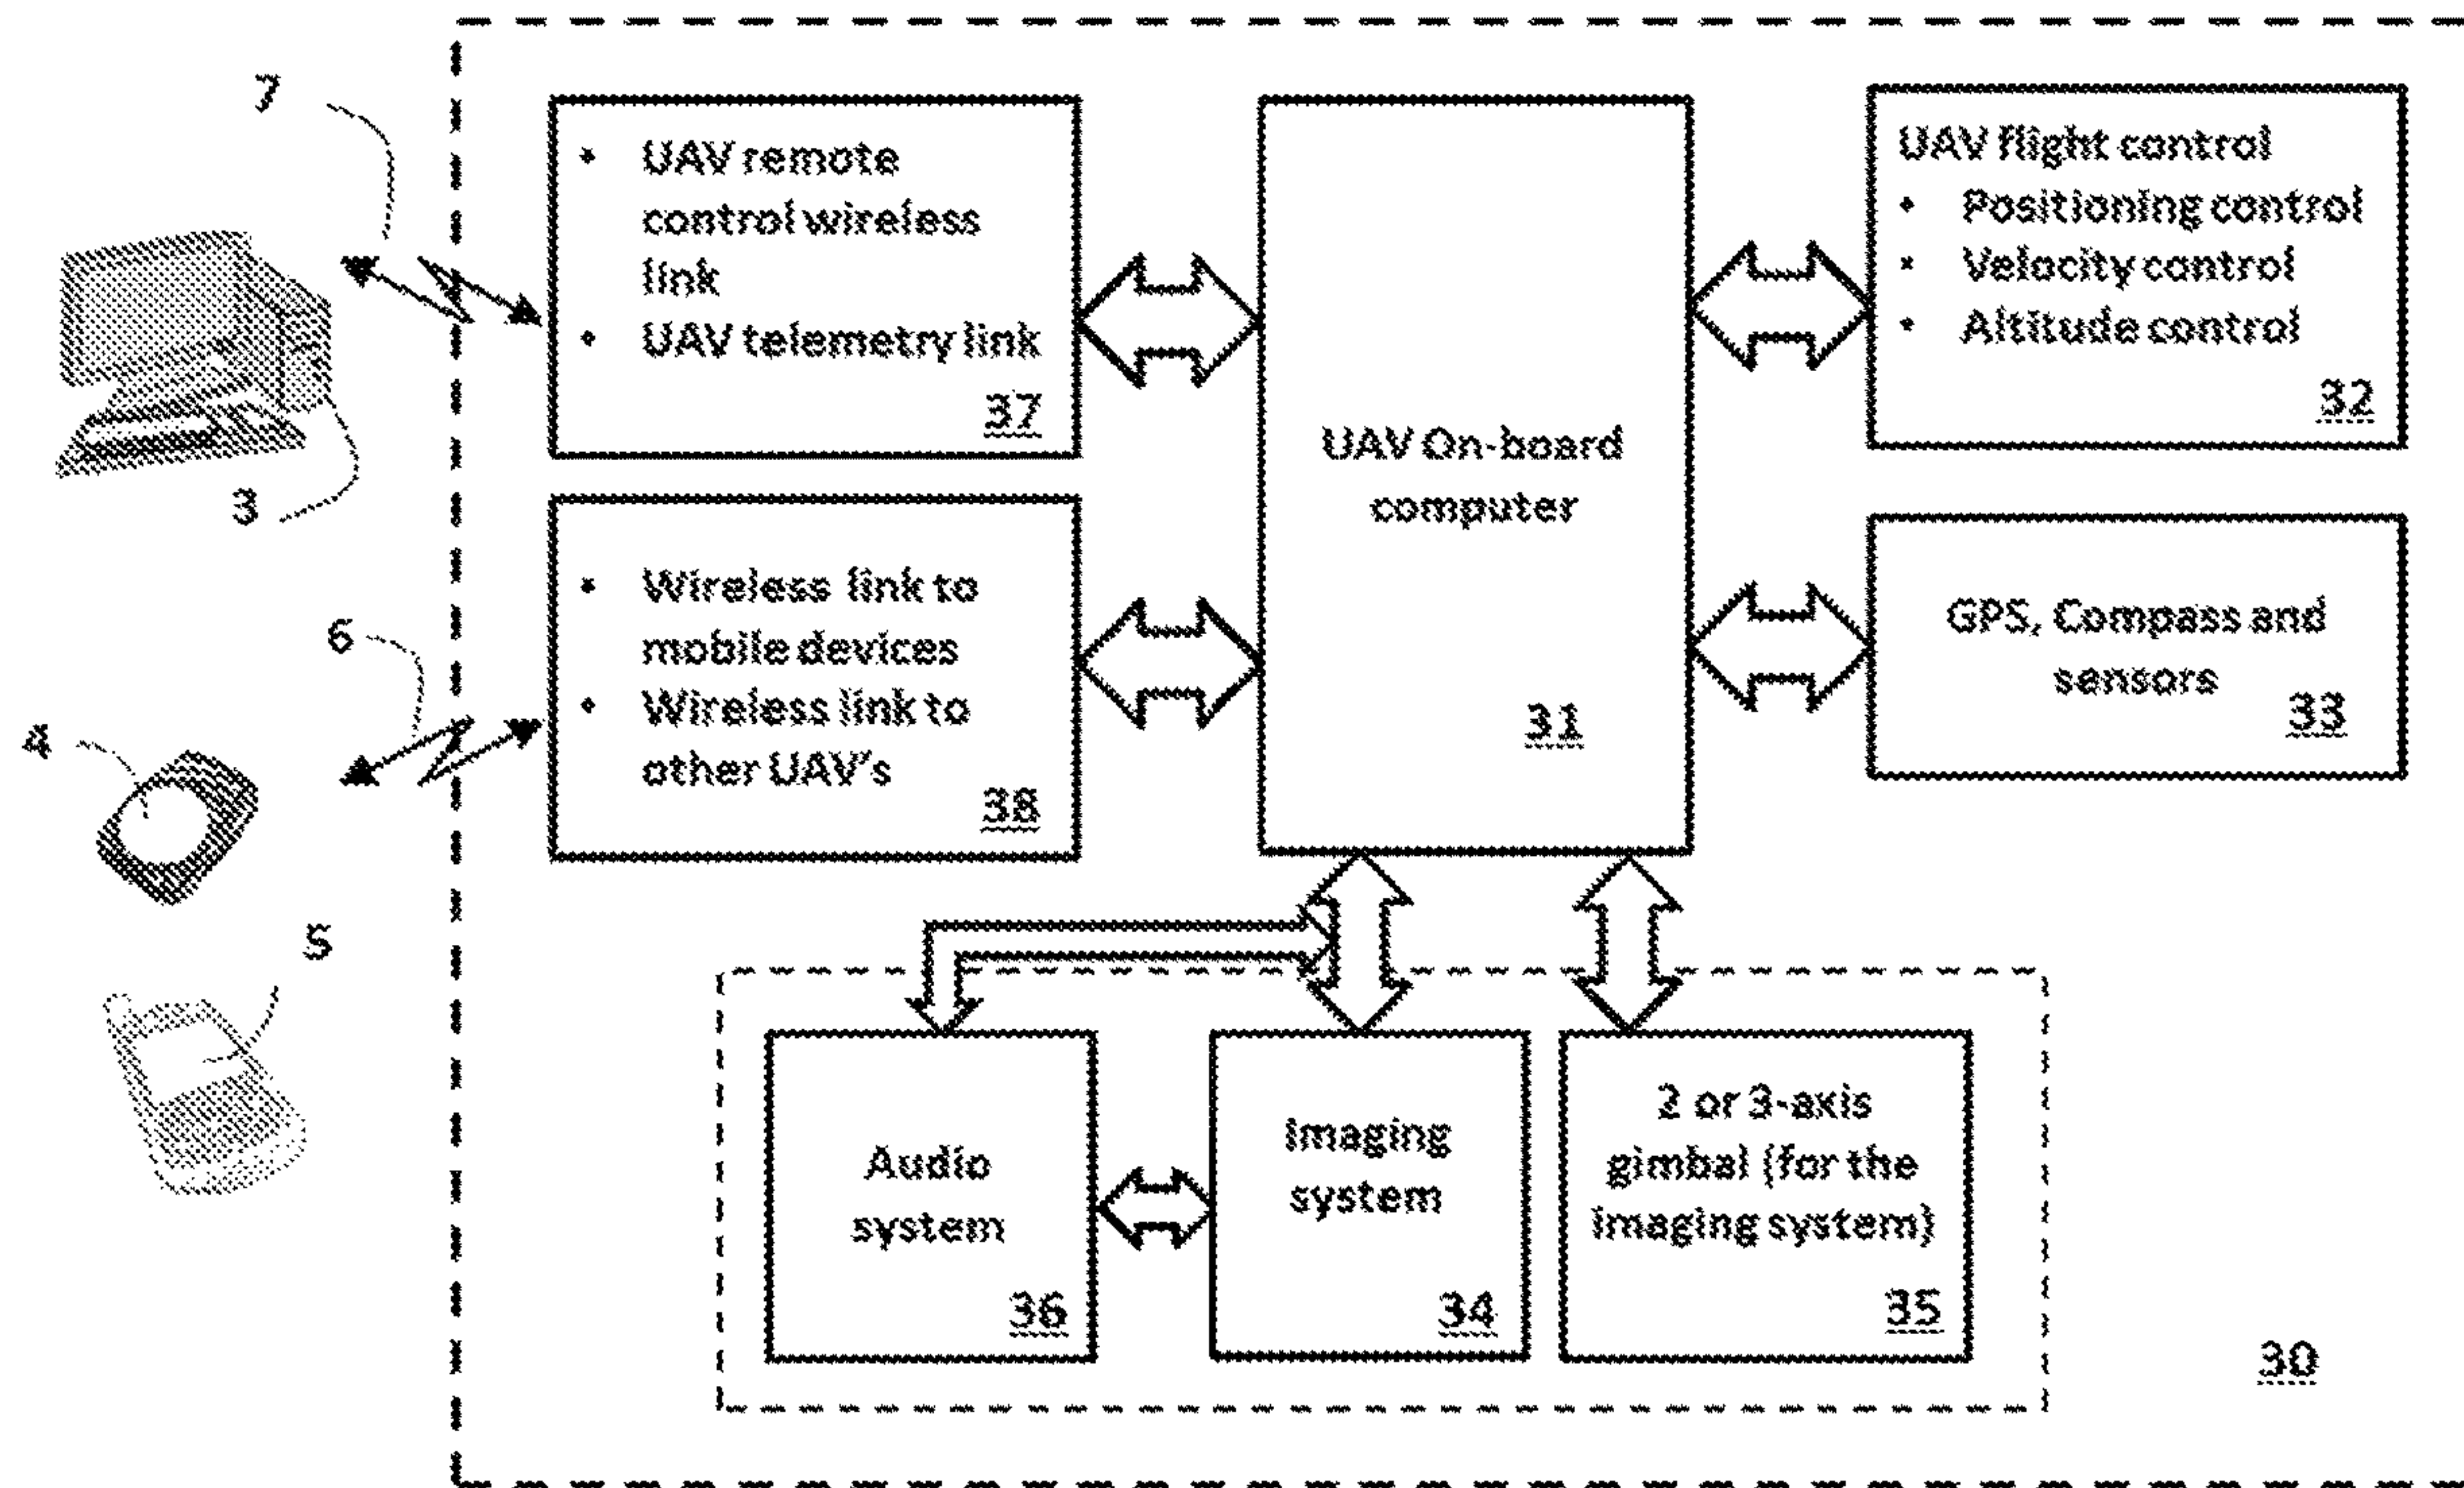 7
• UAV remote
control wireless
link
• UAV telemetry link
37
3
• Wireless link to
mobile devices
• Wireless link to
other UAV's
38
6
4
5
UAV On-board
computer
31
UAV flight control
• Positioning control
• Velocity control
• Altitude control
32
GPS, Compass and
sensors
33
Audio
system
36
Imaging
system
34
2 or 3-axis
gimbal (for the
imaging system)
35
30